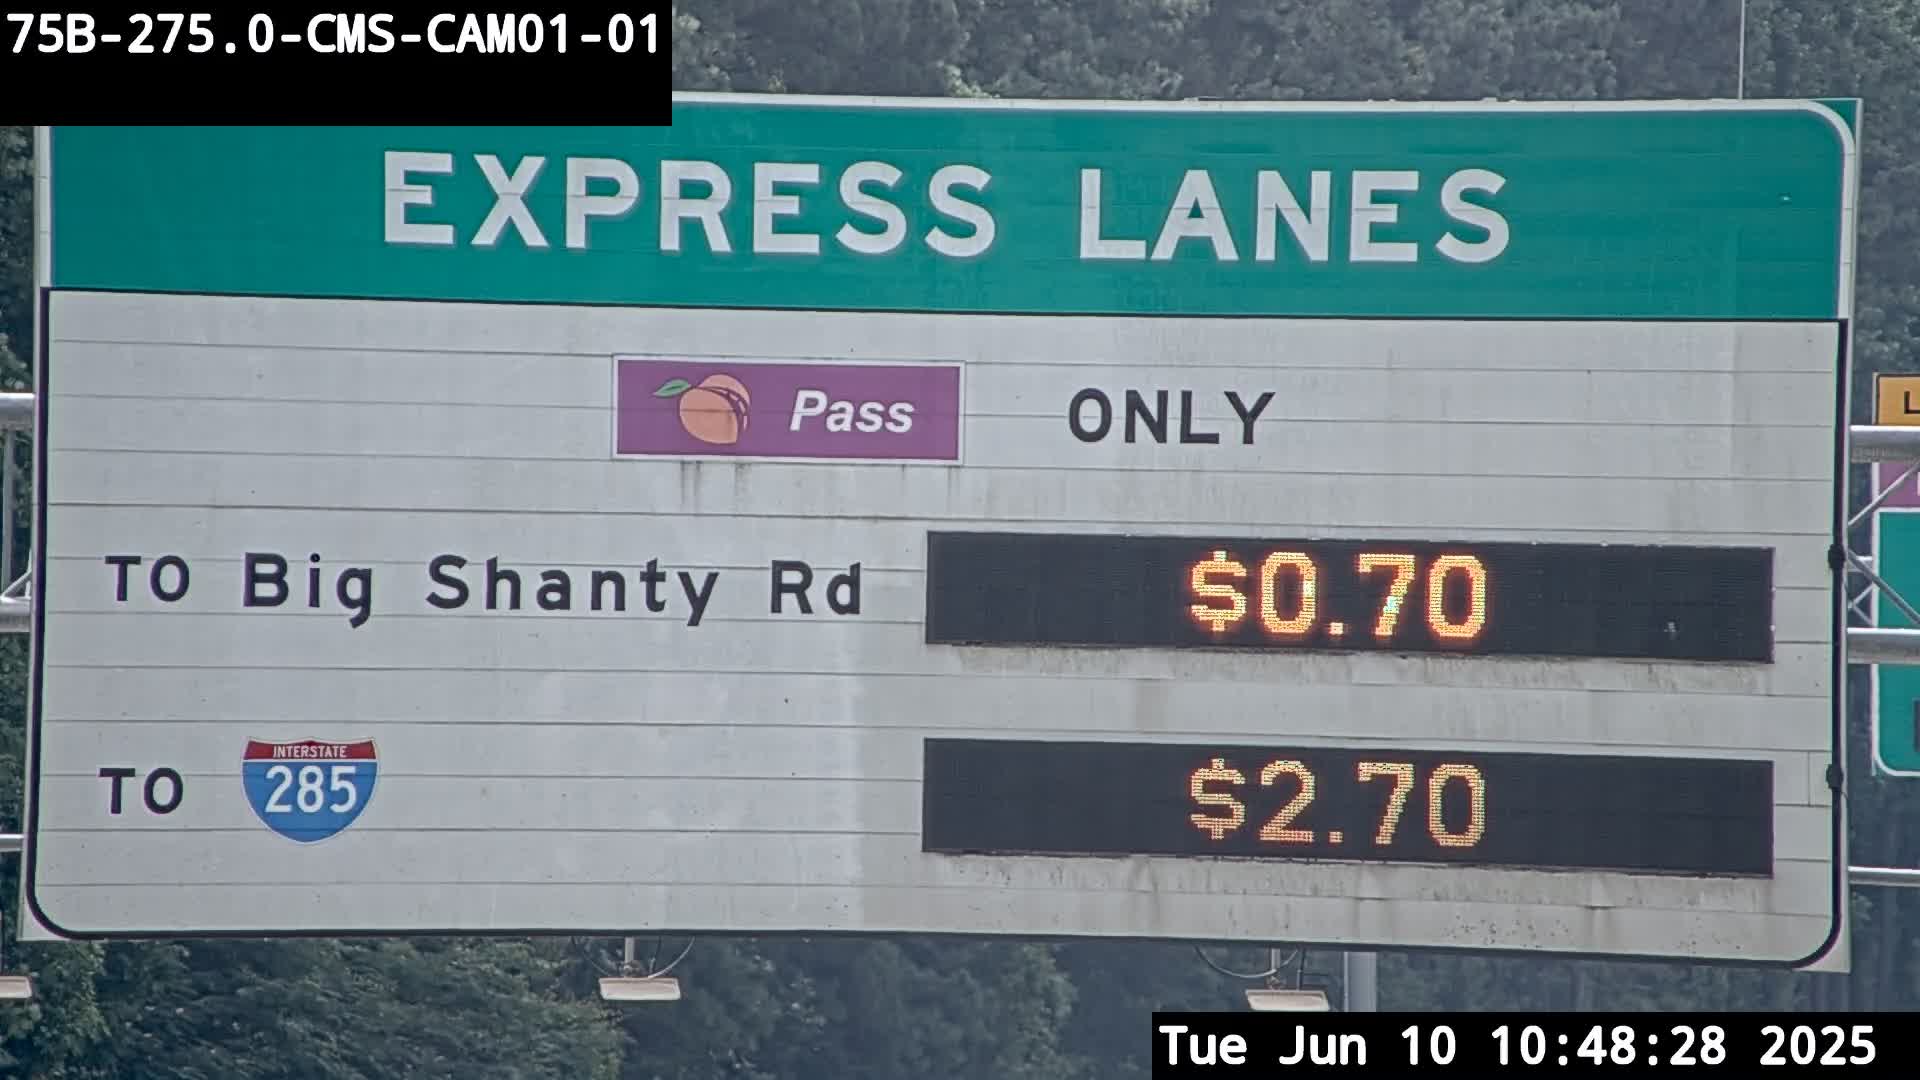 75B-275.0-CMS-CAM01-01
EXPRESS LANES
Pass ONLY
TO Big Shanty Rd $0.70
INTERSTATE
TO 285 $2.70
Tue Jun 10 10:48:28 2025